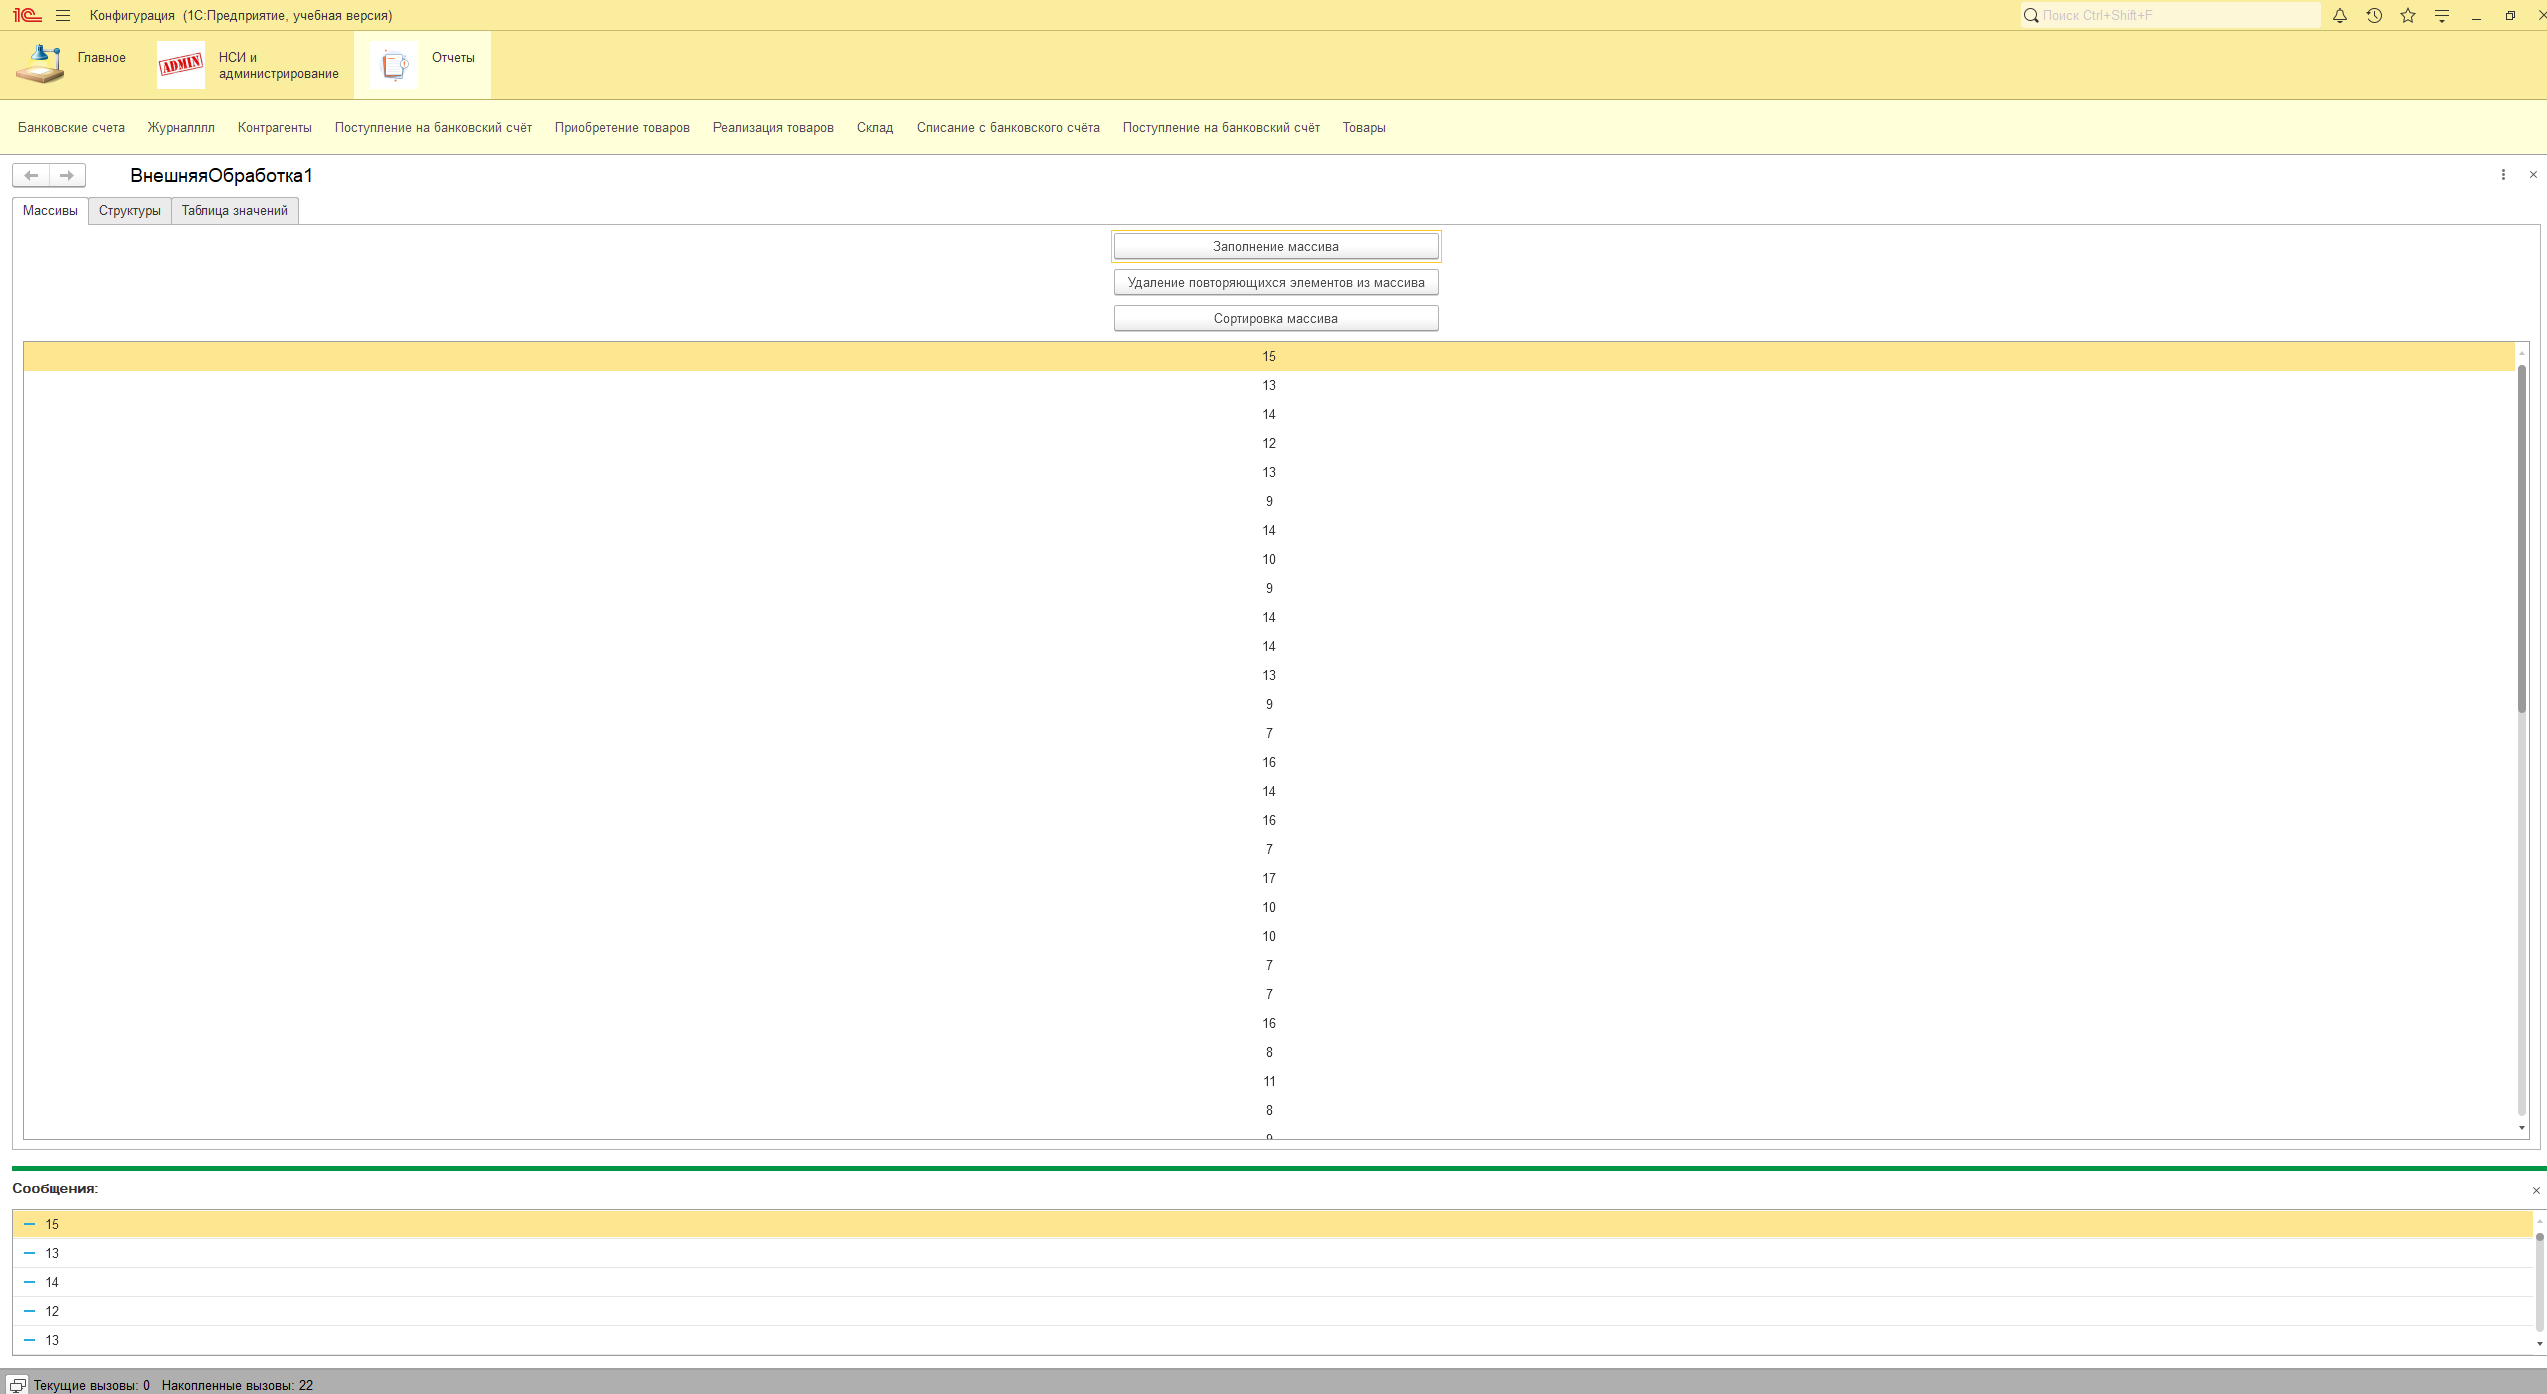 1С Конфигурация (1С:Предприятие, учебная версия) Поиск Ctrl+Shift+F
Главное
ADMIN
НСИ и
администрирование
Отчеты
Банковские счета Журналлл Контрагенты Поступление на банковский счёт Приобретение товаров Реализация товаров Склад Списание с банковского счёта Поступление на банковский счёт Товары
ВнешняяОбработка1
Массивы Структуры Таблица значений
Заполнение массива
Удаление повторяющихся элементов из массива
Сортировка массива
15
13
14
12
13
9
14
10
9
14
14
13
9
7
16
14
16
7
17
10
10
7
7
16
8
11
8
Сообщения:
15
13
14
12
13
Текущие вызовы: 0 Накопленные вызовы: 22